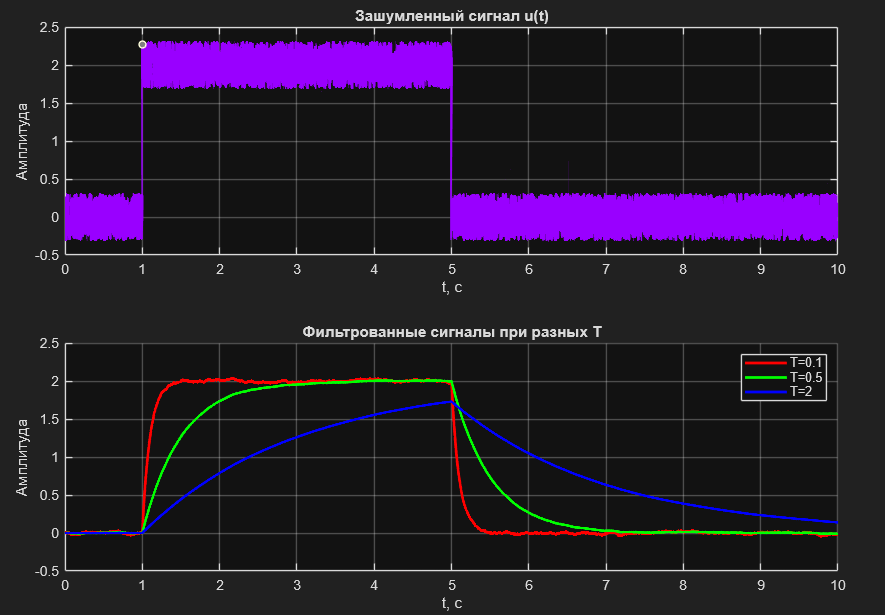 Зашумленный сигнал u(t)
2.5
2
1.5
1
0.5
0
-0.5
Амплитуда
0 1 2 3 4 5 6 7 8 9 10
t, с
Фильтрованные сигналы при разных T
2.5
2
1.5
1
0.5
0
-0.5
Амплитуда
T=0.1
T=0.5
T=2
0 1 2 3 4 5 6 7 8 9 10
t, с